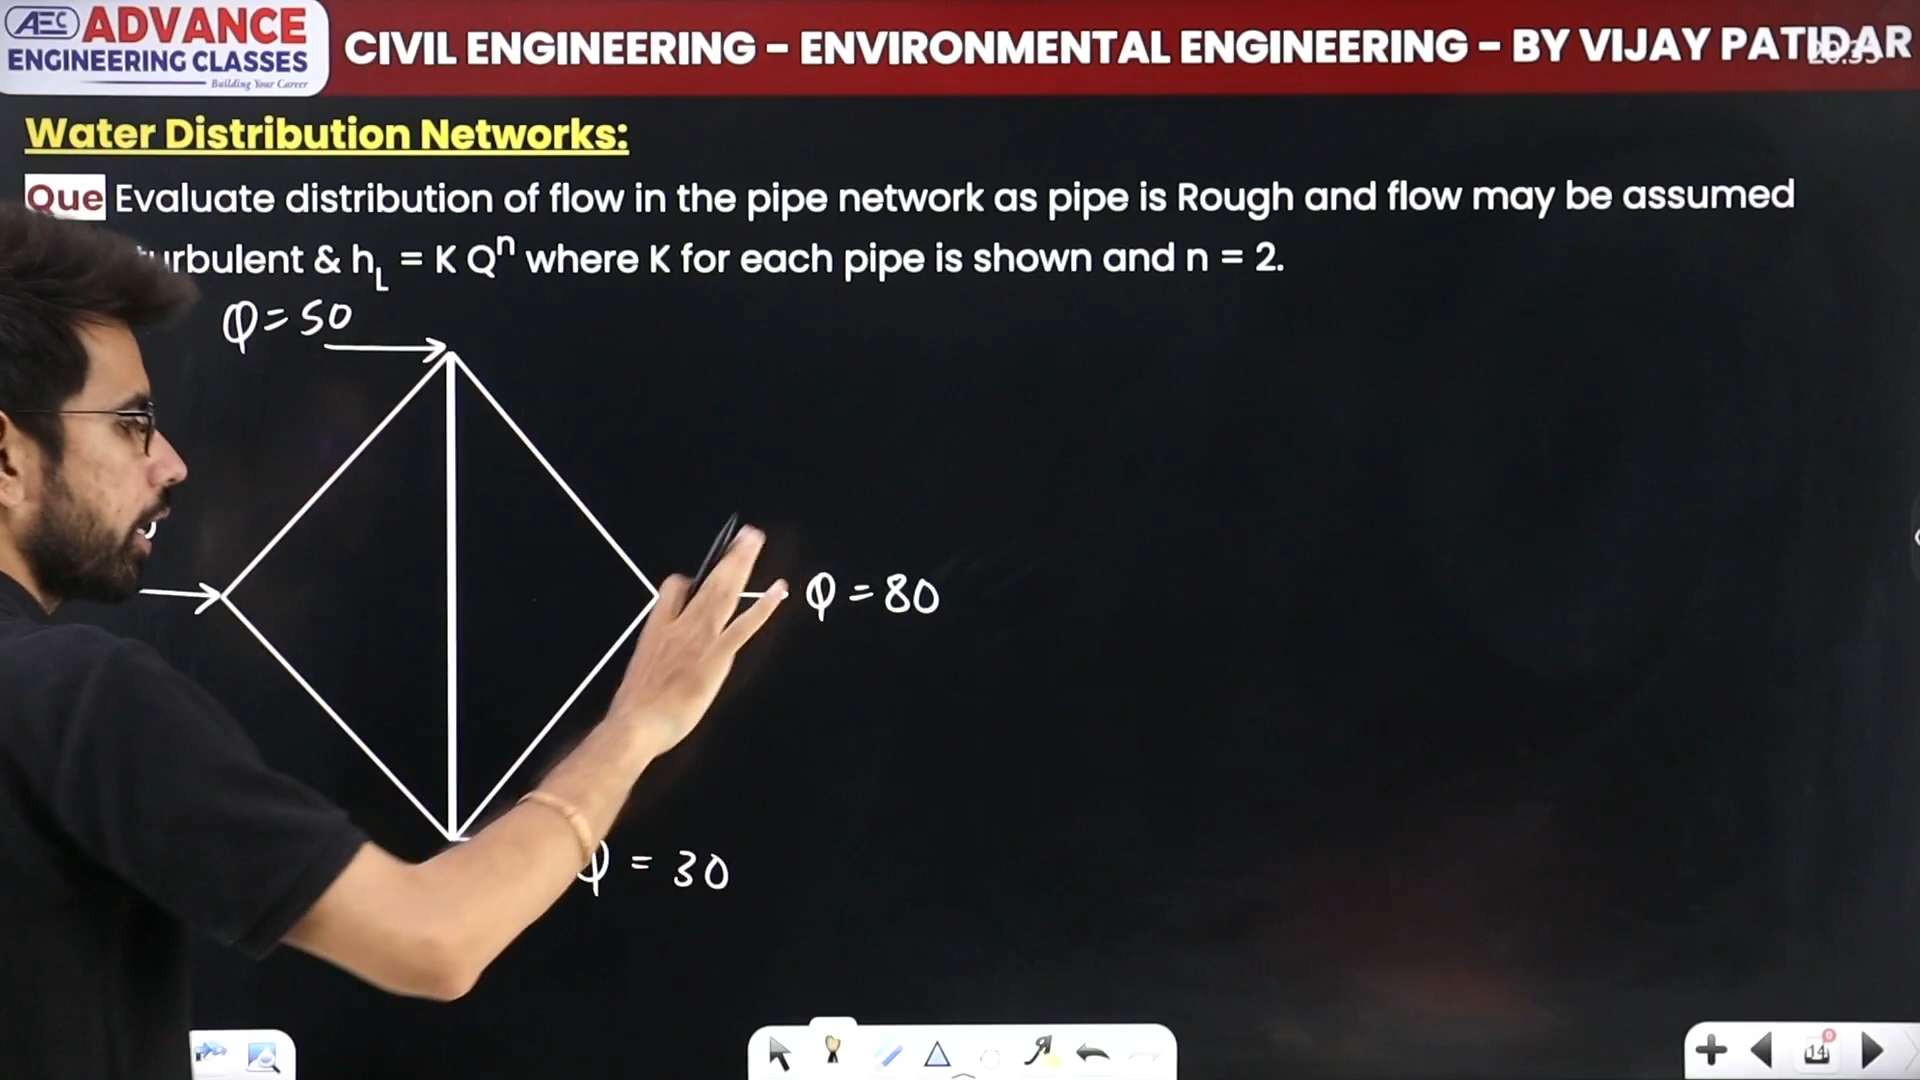 AEC ADVANCE
ENGINEERING CLASSES
Building Your Career
CIVIL ENGINEERING – ENVIRONMENTAL ENGINEERING – BY VIJAY PATIDAR
Water Distribution Networks:
Que Evaluate distribution of flow in the pipe network as pipe is Rough and flow may be assumed
turbulent & hL = K Qⁿ where K for each pipe is shown and n = 2.
Q = 50
Q = 80
Q = 30
14